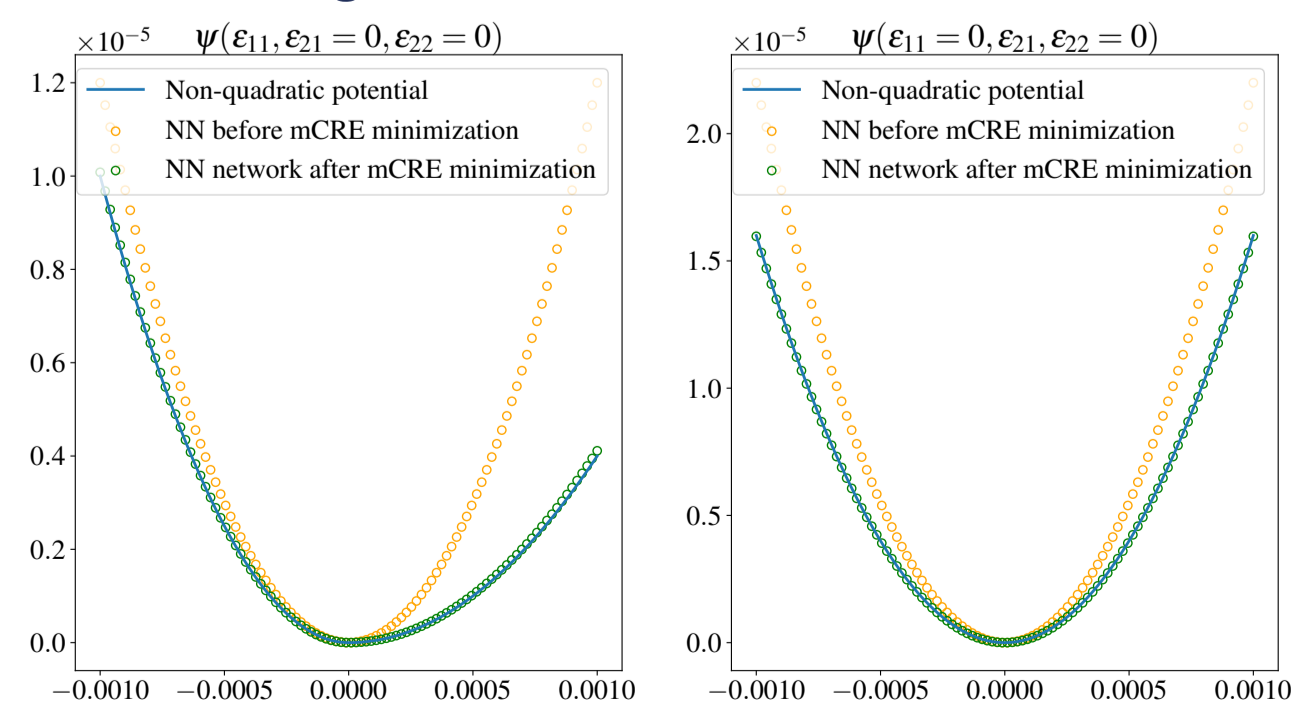 ×10⁻⁵ ψ(ε₁₁, ε₂₁ = 0, ε₂₂ = 0)
1.2
1.0
0.8
0.6
0.4
0.2
0.0
Non-quadratic potential
NN before mCRE minimization
NN network after mCRE minimization
−0.0010 −0.0005 0.0000 0.0005 0.0010
×10⁻⁵ ψ(ε₁₁ = 0, ε₂₁, ε₂₂ = 0)
2.0
1.5
1.0
0.5
0.0
Non-quadratic potential
NN before mCRE minimization
NN network after mCRE minimization
−0.0010 −0.0005 0.0000 0.0005 0.0010